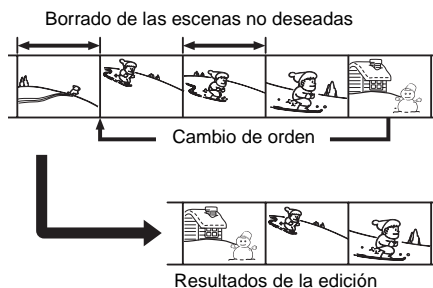 Borrado de las escenas no deseadas
Cambio de orden
Resultados de la edición